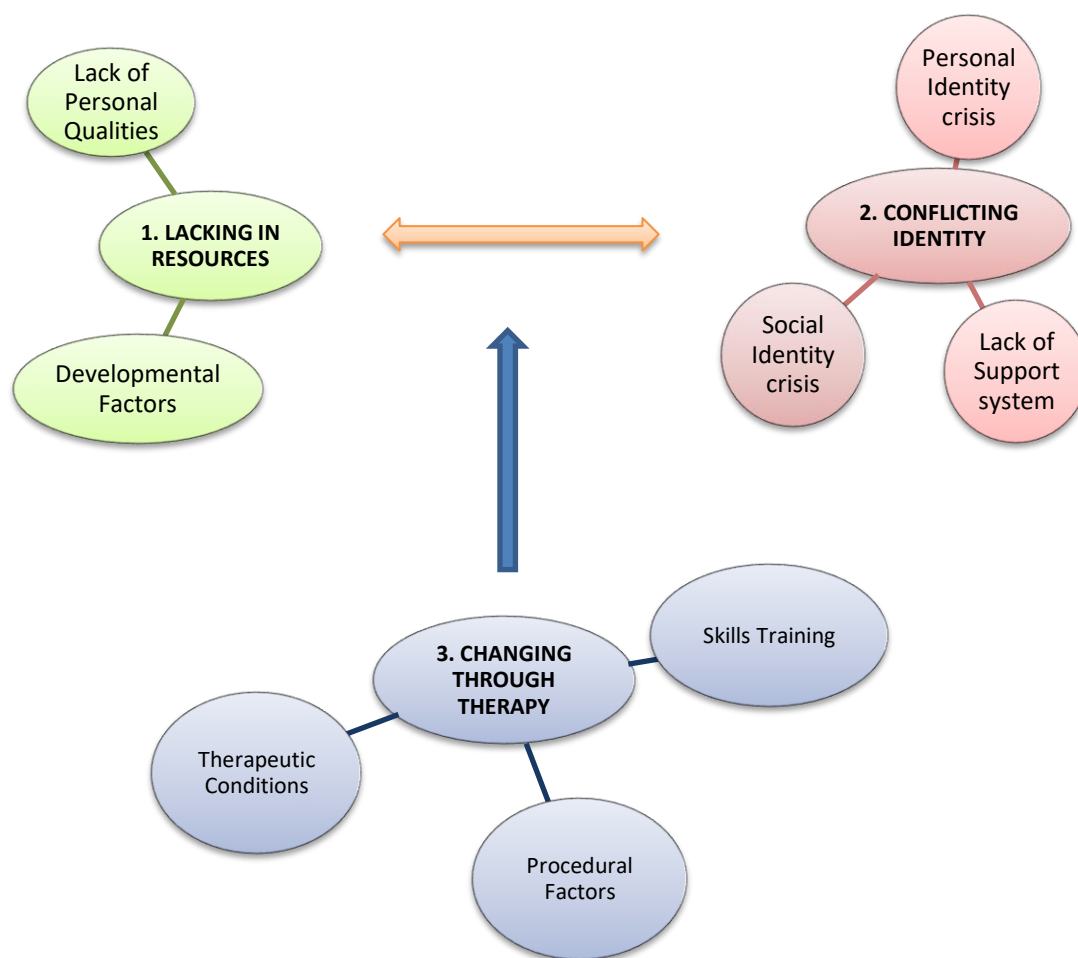 Lack of
Personal
Qualities
1. LACKING IN
RESOURCES
Developmental
Factors
Personal
Identity
crisis
2. CONFLICTING
IDENTITY
Social
Identity
crisis
Lack of
Support
system
3. CHANGING
THROUGH
THERAPY
Skills Training
Therapeutic
Conditions
Procedural
Factors